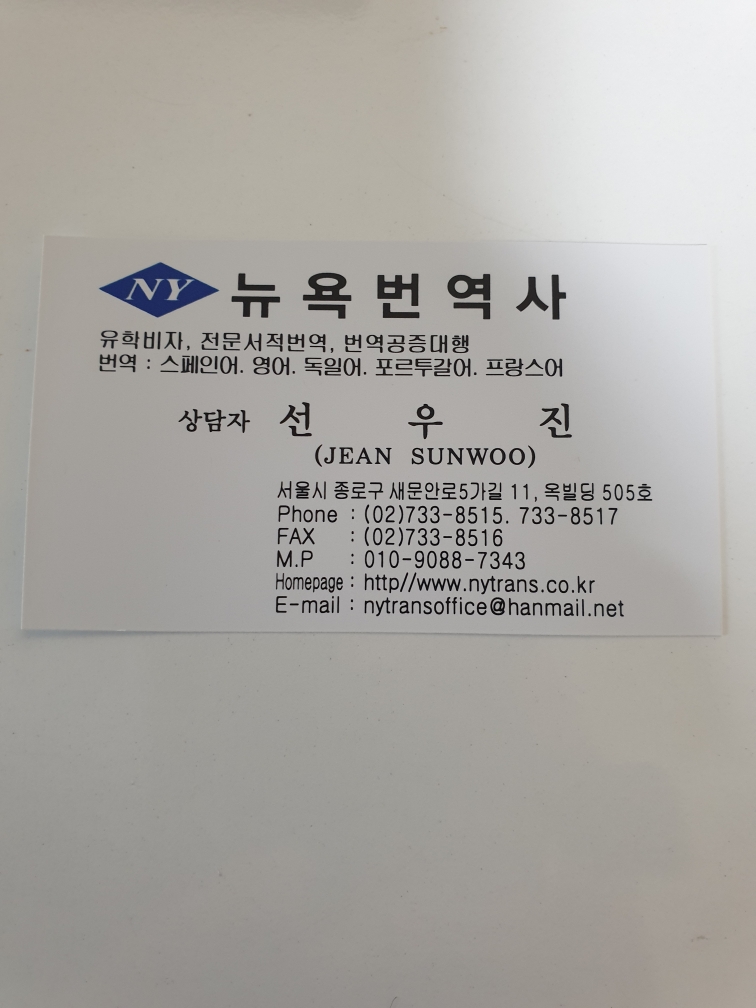 NY 뉴욕번역사
유학비자, 전문서적번역, 번역공증대행
번역 : 스페인어. 영어. 독일어. 포르투갈어. 프랑스어
상담자 선 우 진
(JEAN SUNWOO)
서울시 종로구 새문안로5가길 11, 옥빌딩 505호
Phone : (02)733-8515. 733-8517
FAX : (02)733-8516
M.P : 010-9088-7343
Homepage : http//www.nytrans.co.kr
E-mail : nytransoffice@hanmail.net